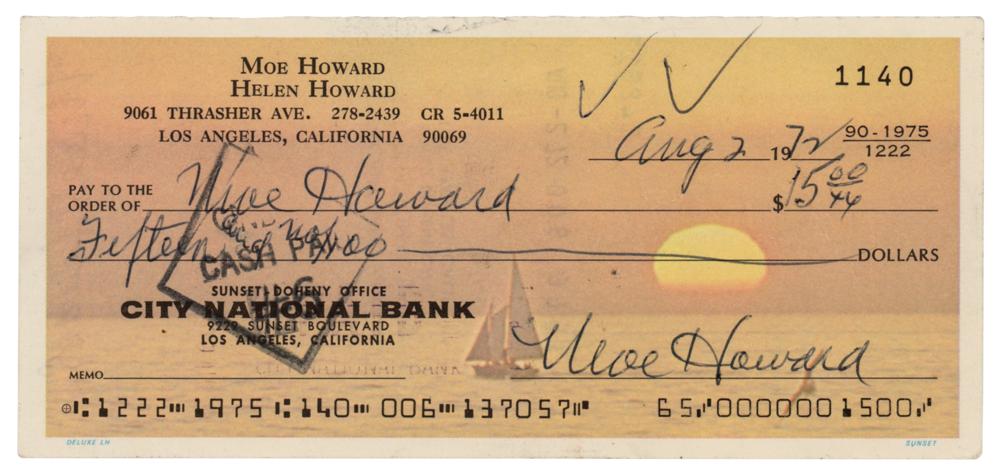 MOE HOWARD
HELEN HOWARD
1140
9061 THRASHER AVE. 278-2439 CR 5-4011
LOS ANGELES, CALIFORNIA 90069
Aug 2 1972
90-1975
1222
PAY TO THE
ORDER OF Moe Howard $15 00/xx
Fifteen and no/100 DOLLARS
CASH PAY
SUNSET-DOHENY OFFICE
CITY NATIONAL BANK
9229 SUNSET BOULEVARD
LOS ANGELES, CALIFORNIA
Moe Howard
MEMO
⑆1222⑉1975⑆140⑉006⑉137057⑈ 65⑇0000001500⑇
DELUXE LH SUNSET